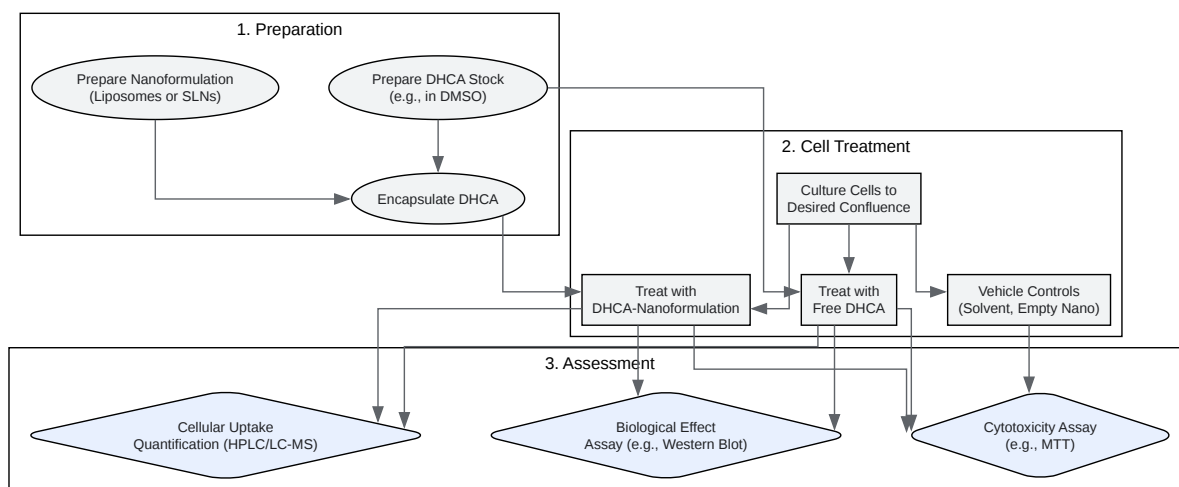 1. Preparation
Prepare Nanoformulation
(Liposomes or SLNs)
Prepare DHCA Stock
(e.g., in DMSO)
Encapsulate DHCA
2. Cell Treatment
Culture Cells to
Desired Confluence
Treat with
DHCA-Nanoformulation
Treat with
Free DHCA
Vehicle Controls
(Solvent, Empty Nano)
3. Assessment
Cellular Uptake
Quantification (HPLC/LC-MS)
Biological Effect
Assay (e.g., Western Blot)
Cytotoxicity Assay
(e.g., MTT)